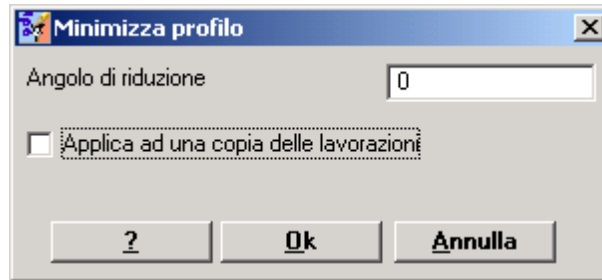 Minimizza profilo
Angolo di riduzione 0
Applica ad una copia delle lavorazioni
? Ok Annulla